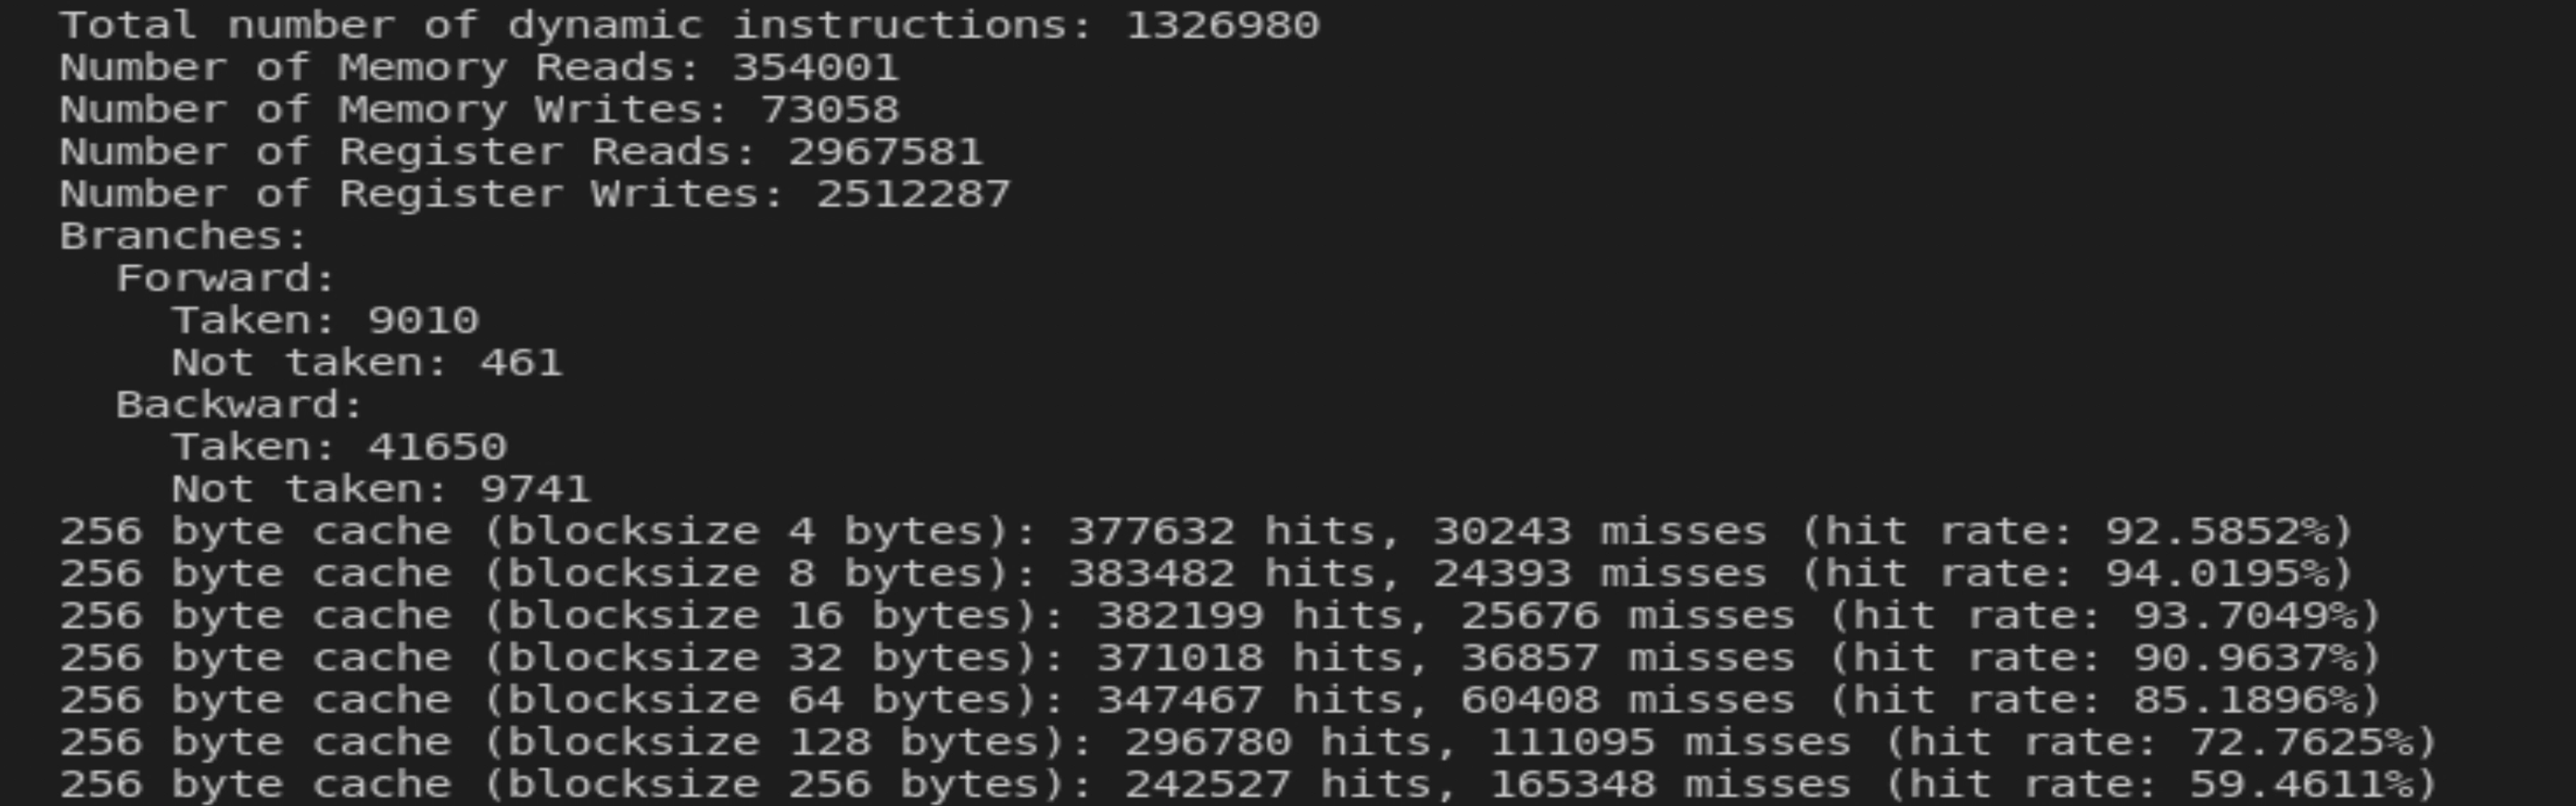 Total number of dynamic instructions: 1326980
Number of Memory Reads: 354001
Number of Memory Writes: 73058
Number of Register Reads: 2967581
Number of Register Writes: 2512287
Branches:
  Forward:
    Taken: 9010
    Not taken: 461
  Backward:
    Taken: 41650
    Not taken: 9741
256 byte cache (blocksize 4 bytes): 377632 hits, 30243 misses (hit rate: 92.5852%)
256 byte cache (blocksize 8 bytes): 383482 hits, 24393 misses (hit rate: 94.0195%)
256 byte cache (blocksize 16 bytes): 382199 hits, 25676 misses (hit rate: 93.7049%)
256 byte cache (blocksize 32 bytes): 371018 hits, 36857 misses (hit rate: 90.9637%)
256 byte cache (blocksize 64 bytes): 347467 hits, 60408 misses (hit rate: 85.1896%)
256 byte cache (blocksize 128 bytes): 296780 hits, 111095 misses (hit rate: 72.7625%)
256 byte cache (blocksize 256 bytes): 242527 hits, 165348 misses (hit rate: 59.4611%)